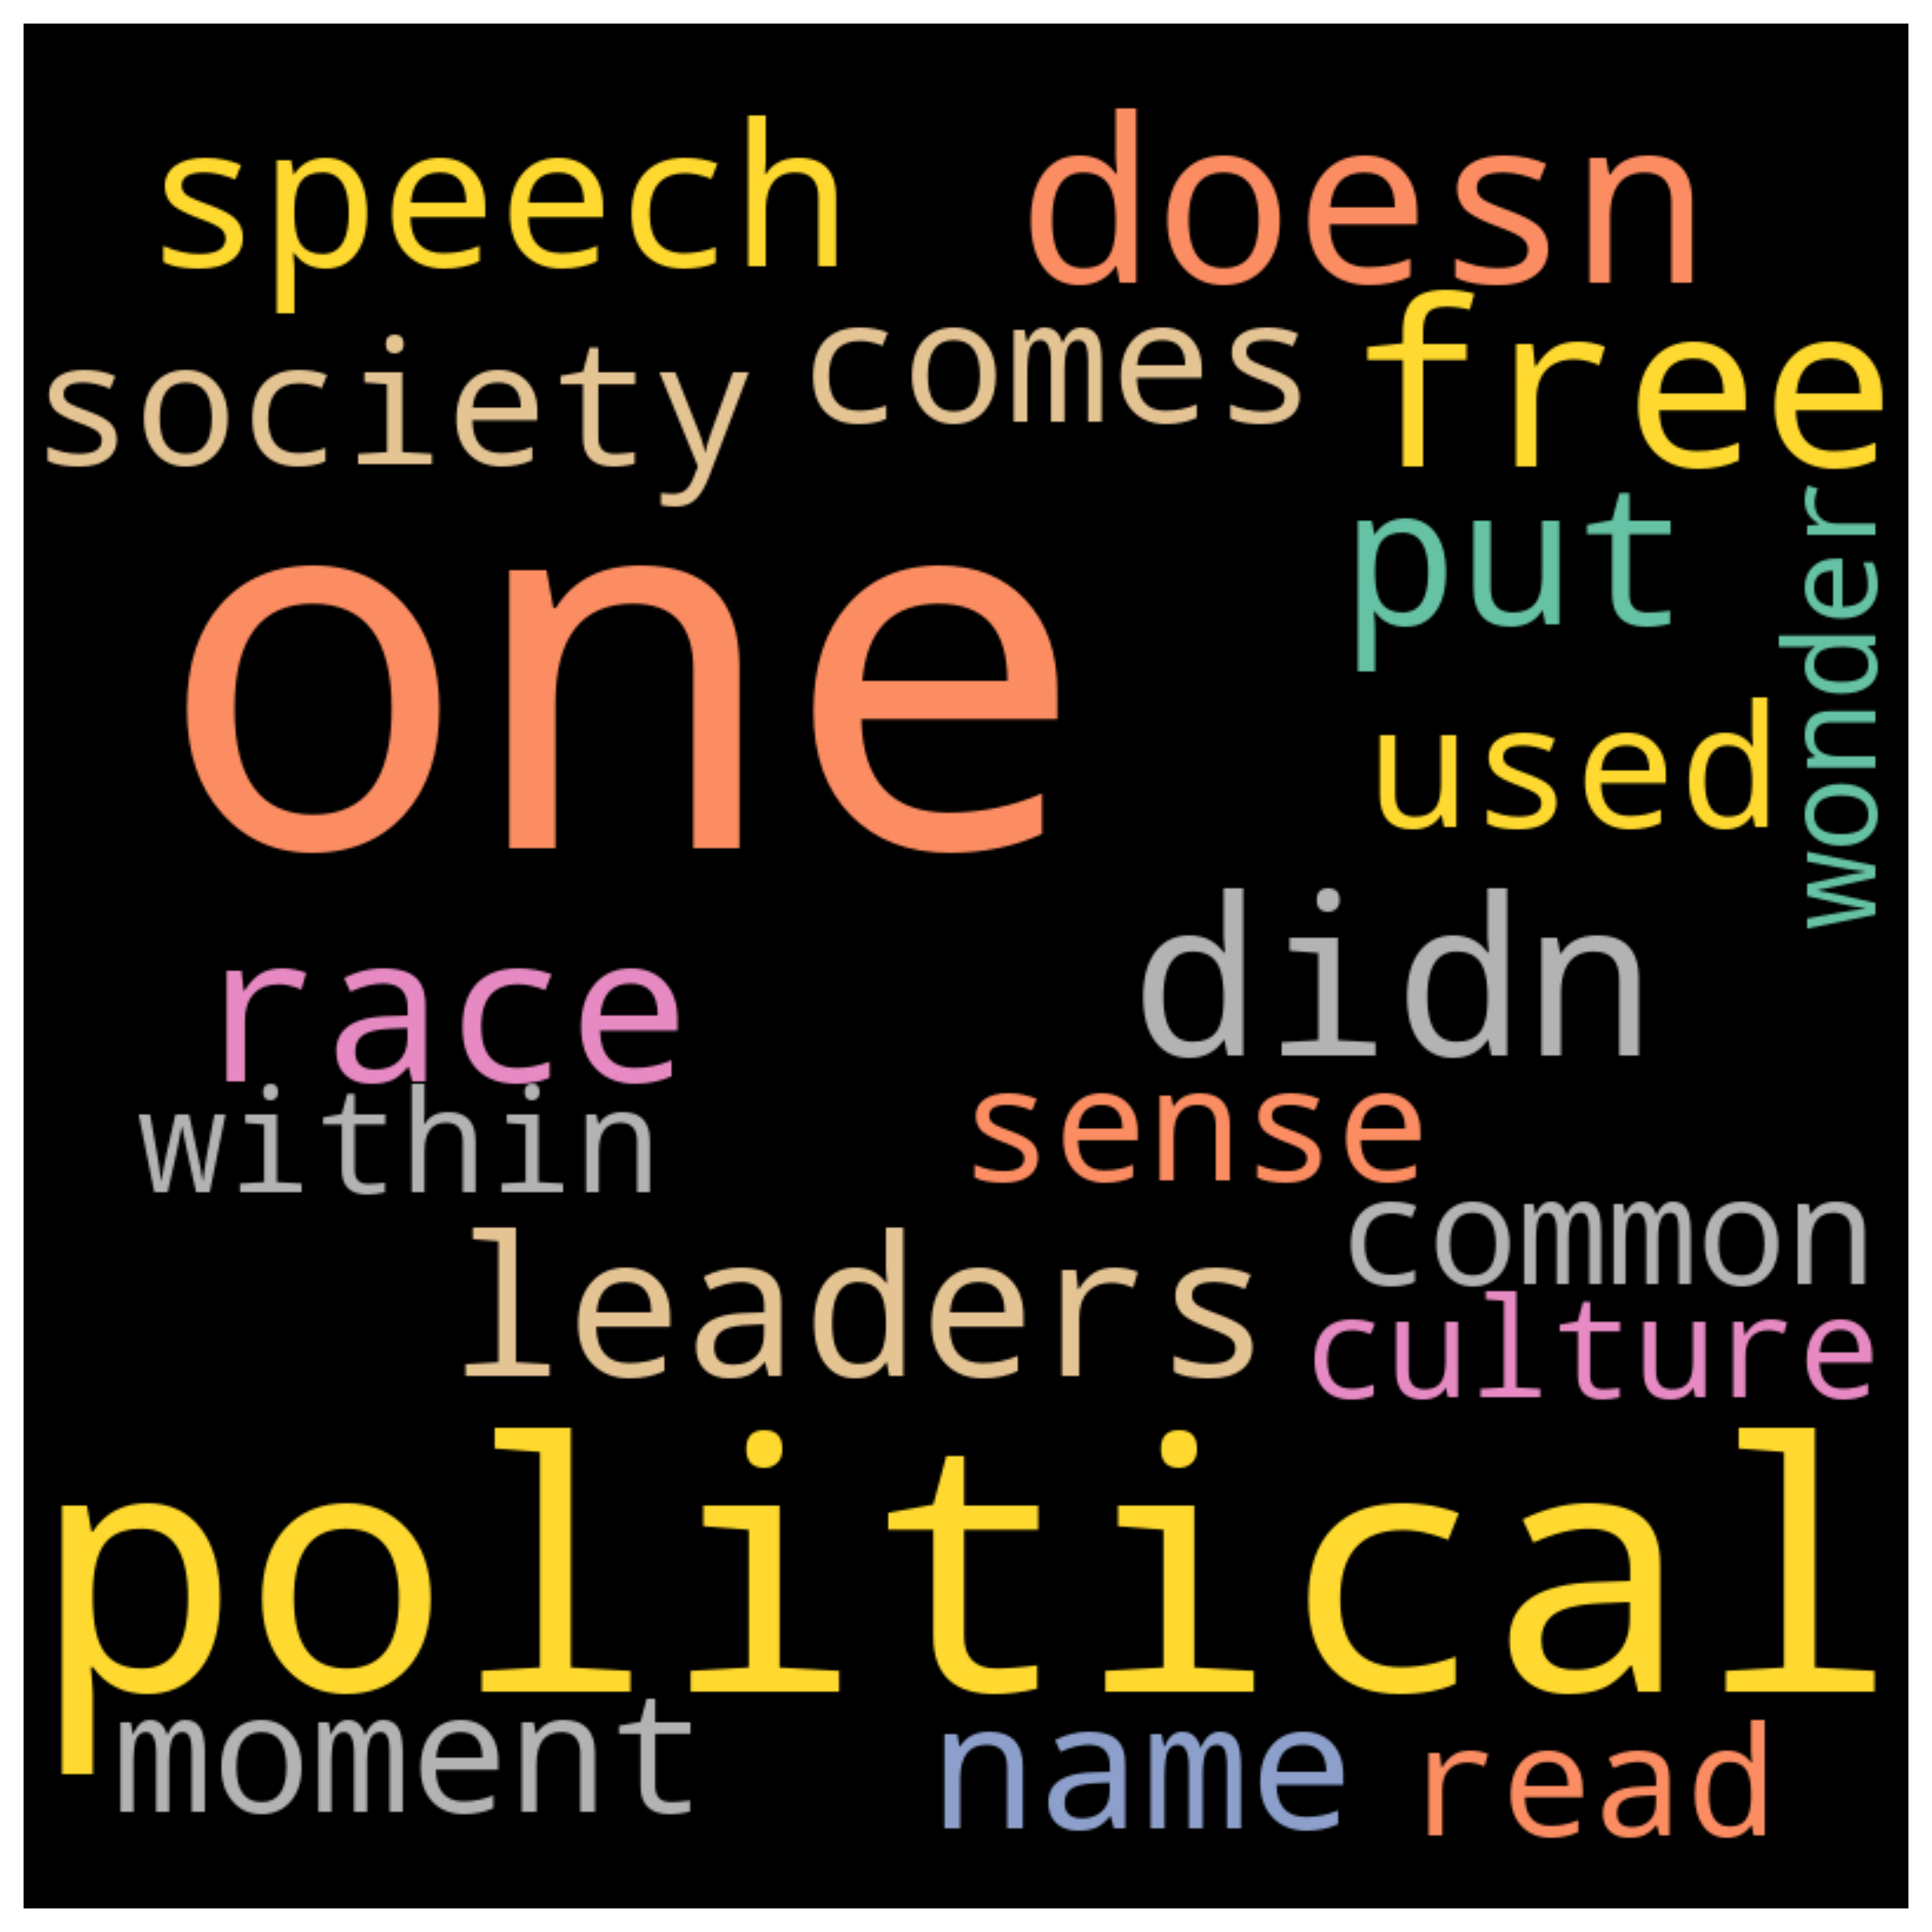 speech doesn
society comes free
one put
wonder
used
race didn
within sense
common
leaders culture
political
moment name read